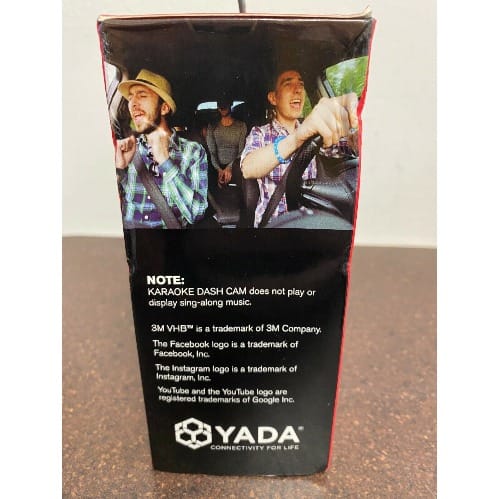 NOTE:
KARAOKE DASH CAM does not play or
display sing-along music.
3M VHB™ is a trademark of 3M Company.
The Facebook logo is a trademark of
Facebook, Inc.
The Instagram logo is a trademark of
Instagram, Inc.
YouTube and the YouTube logo are
registered trademarks of Google Inc.
YADA®
CONNECTIVITY FOR LIFE